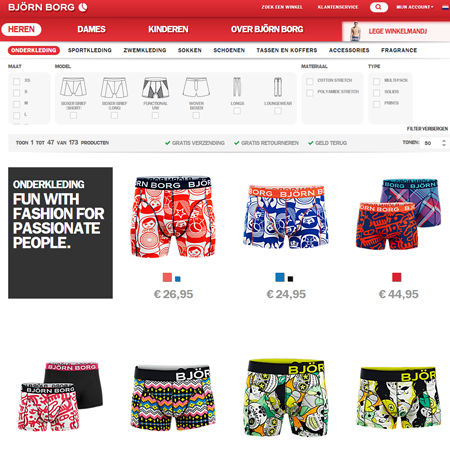 BJÖRN BORG
ZOEK EEN WINKEL
KLANTENSERVICE
MIJN ACCOUNT
HEREN
DAMES
KINDEREN
OVER BJÖRN BORG
LEGE WINKELMANDJ
ONDERKLEDING
SPORTKLEDING
ZWEMKLEDING
SOKKEN
SCHOENEN
TASSEN EN KOFFERS
ACCESSORIES
FRAGRANCE
MAAT
MODEL
MATERIAAL
TYPE
XS
S
M
L
BOXER BRIEF (SHORT)
BOXER BRIEF (LONG)
FUNCTIONAL UW
WOVEN BOXER
LONGS
LOUNGEWEAR
COTTON STRETCH
POLYAMIDE STRETCH
MULTI-PACK
SOLIDS
PRINTS
FILTER VERBERGEN
TOON 1 TOT 47 VAN 173 PRODUCTEN
GRATIS VERZENDING
GRATIS RETOURNEREN
GELD TERUG
TONEN:
50
ONDERKLEDING
FUN WITH
FASHION FOR
PASSIONATE
PEOPLE.
BJÖRN BORG
BJÖRN BORG
BJÖRN
€ 26,95
€ 24,95
€ 44,95
BJÖRN BORG
BJÖRN
BJÖRN
BJÖRN